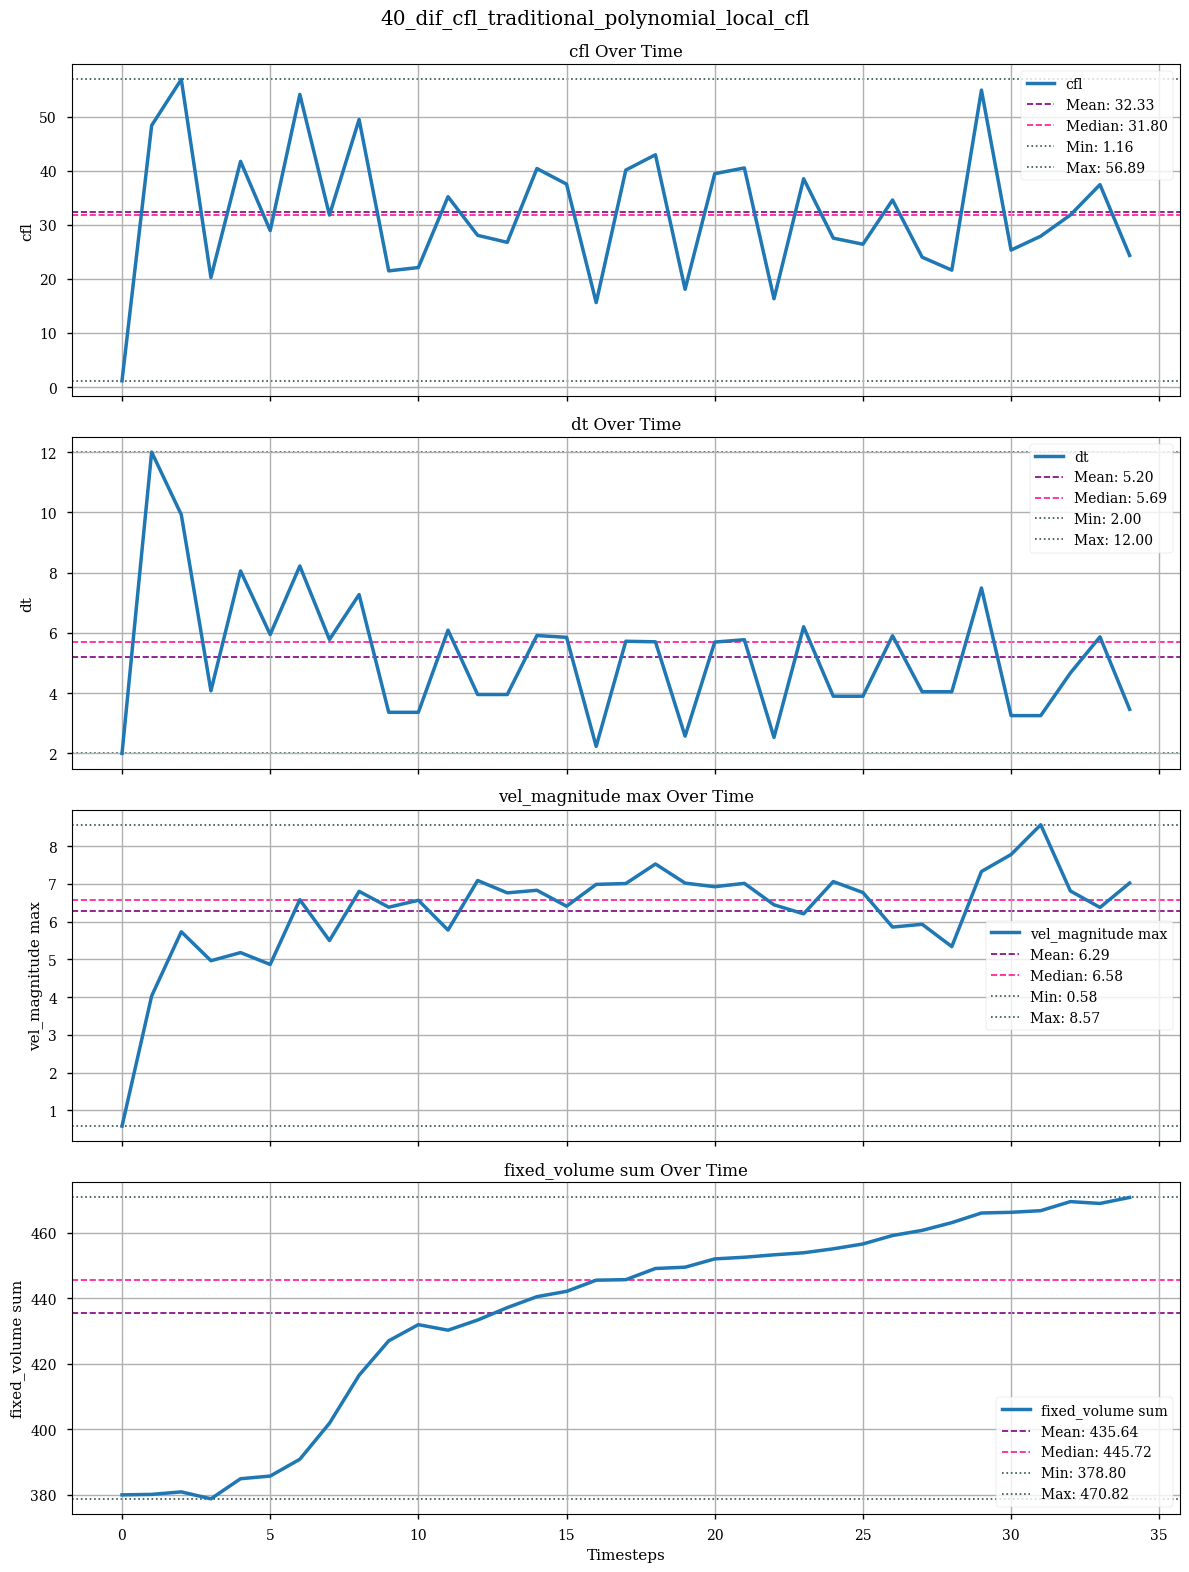 40_dif_cfl_traditional_polynomial_local_cfl
cfl Over Time
cfl
50
40
30
20
10
0
cfl
Mean: 32.33
Median: 31.80
Min: 1.16
Max: 56.89
dt Over Time
dt
12
10
8
6
4
2
dt
Mean: 5.20
Median: 5.69
Min: 2.00
Max: 12.00
vel_magnitude max Over Time
vel_magnitude max
8
7
6
5
4
3
2
1
vel_magnitude max
Mean: 6.29
Median: 6.58
Min: 0.58
Max: 8.57
fixed_volume sum Over Time
fixed_volume sum
460
440
420
400
380
fixed_volume sum
Mean: 435.64
Median: 445.72
Min: 378.80
Max: 470.82
0 5 10 15 20 25 30 35
Timesteps